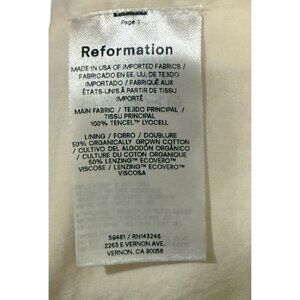 Page 1
Reformation
MADE IN USA OF IMPORTED FABRICS /
FABRICADO EN EE. UU. DE TEJIDO
IMPORTADO / FABRIQUÉ AUX
ÉTATS-UNIS À PARTIR DE TISSU
IMPORTÉ
MAIN FABRIC / TEJIDO PRINCIPAL /
TISSU PRINCIPAL
100% TENCEL™ LYOCELL
LINING / FORRO / DOUBLURE
50% ORGANICALLY GROWN COTTON
/ CULTIVO DEL ALGODÓN ORGÁNICO
/ CULTURE DU COTON ORGANIQUE
50% LENZING™ ECOVERO™
VISCOSE / LENZING™ ECOVERO™
VISCOSA
59461 / RN143246
2263 E VERNON AVE.
VERNON, CA 90058